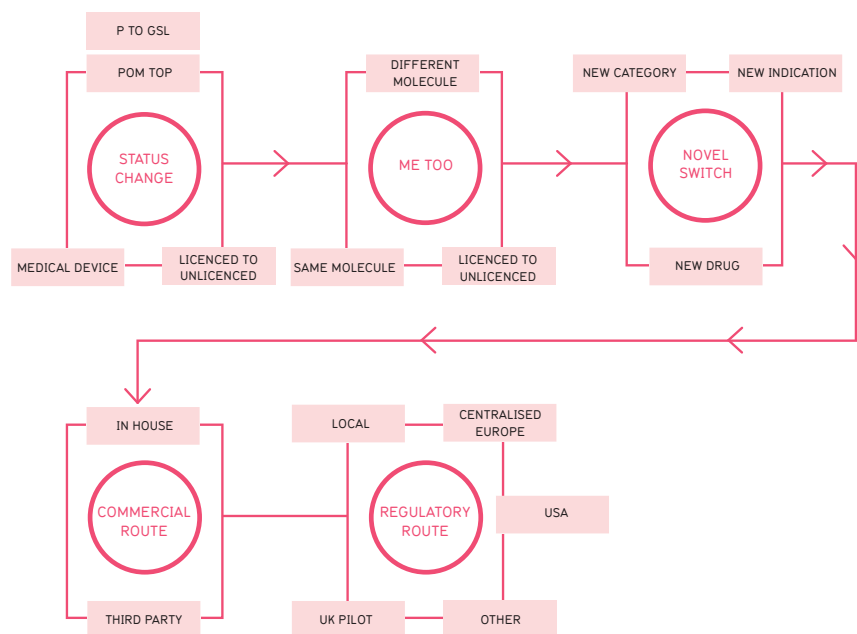 P TO GSL
POM TOP
STATUS
CHANGE
MEDICAL DEVICE
LICENCED TO
UNLICENCED
DIFFERENT
MOLECULE
ME TOO
SAME MOLECULE
LICENCED TO
UNLICENCED
NEW CATEGORY
NEW INDICATION
NOVEL
SWITCH
NEW DRUG
IN HOUSE
COMMERCIAL
ROUTE
THIRD PARTY
LOCAL
CENTRALISED
EUROPE
REGULATORY
ROUTE
USA
UK PILOT
OTHER